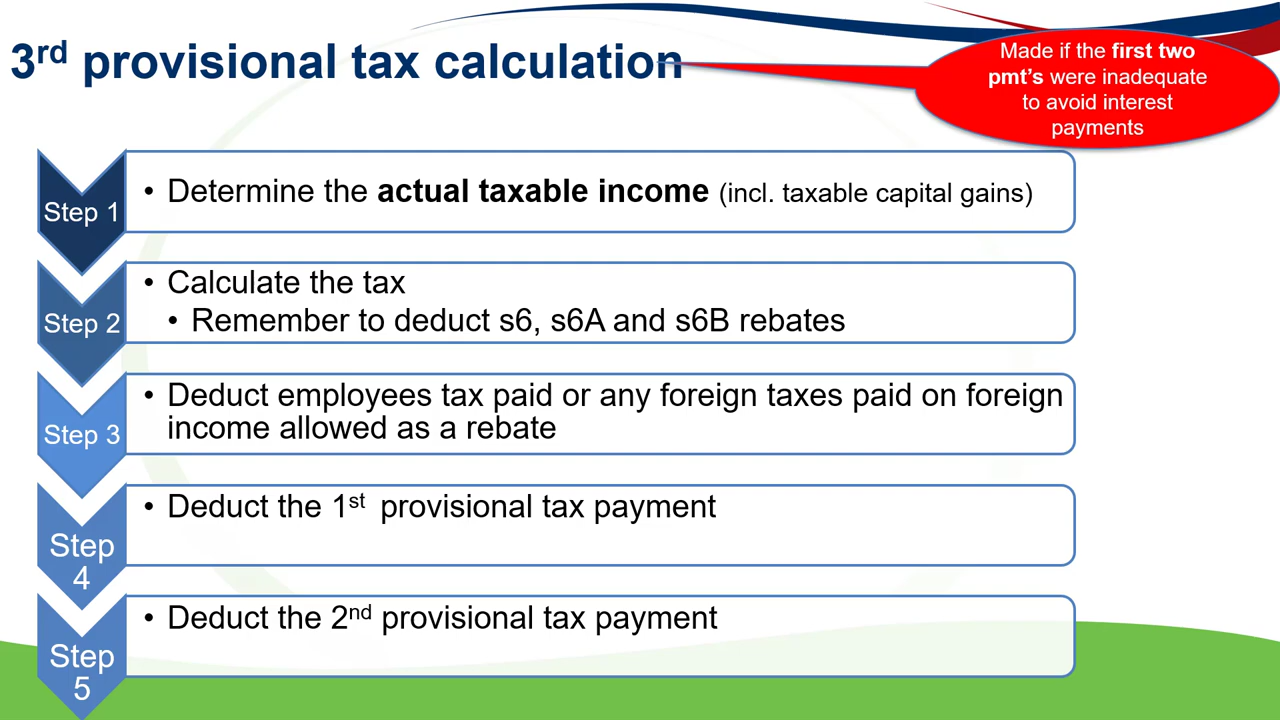 3rd provisional tax calculation
Made if the first two
pmt's were inadequate
to avoid interest
payments
Step 1
• Determine the actual taxable income (incl. taxable capital gains)
Step 2
• Calculate the tax
• Remember to deduct s6, s6A and s6B rebates
Step 3
• Deduct employees tax paid or any foreign taxes paid on foreign
income allowed as a rebate
Step
4
• Deduct the 1st provisional tax payment
Step
5
• Deduct the 2nd provisional tax payment